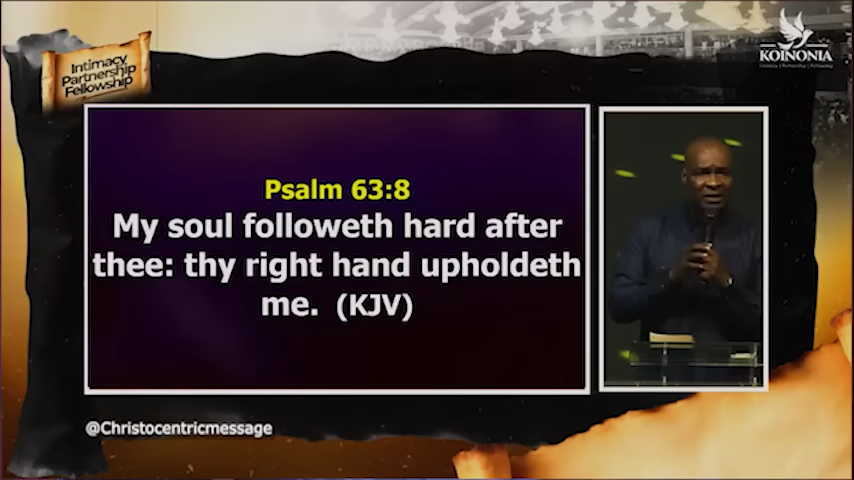 Intimacy
Partnership
Fellowship
KOINONIA
Psalm 63:8
My soul followeth hard after
thee: thy right hand upholdeth
me. (KJV)
@Christocentricmessage